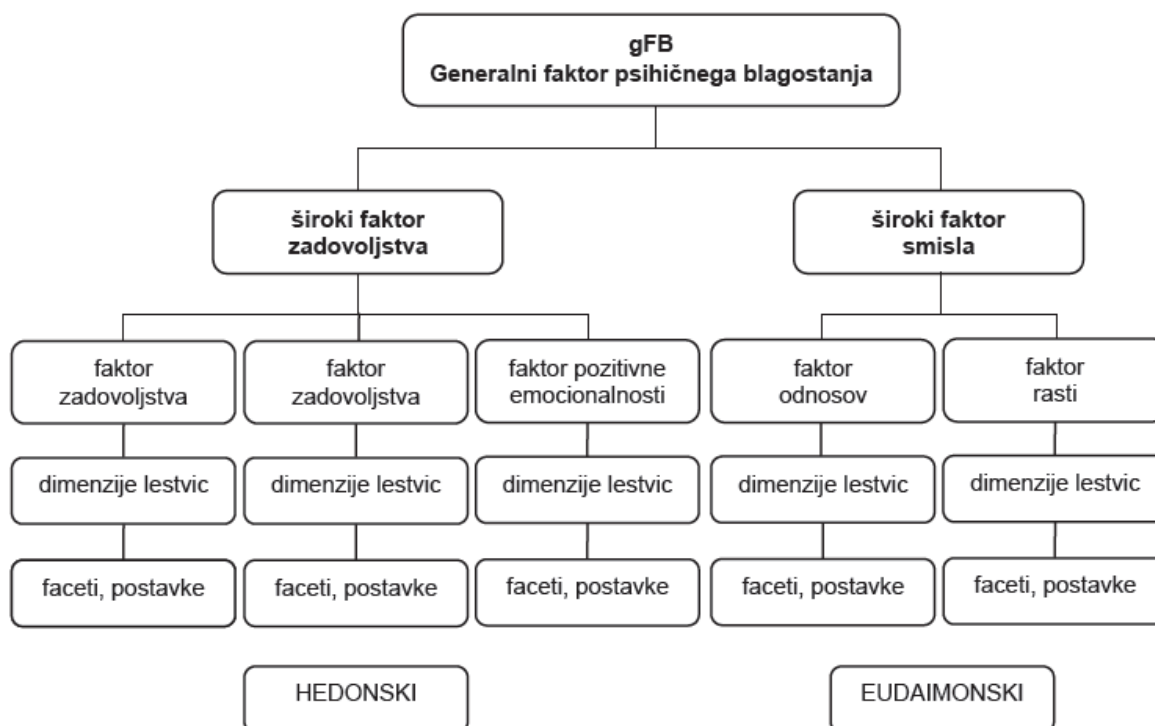 gFB
Generalni faktor psihičnega blagostanja
široki faktor
zadovoljstva
široki faktor
smisla
faktor
zadovoljstva
faktor
zadovoljstva
faktor pozitivne
emocionalnosti
faktor
odnosov
faktor
rasti
dimenzije lestvic
dimenzije lestvic
dimenzije lestvic
dimenzije lestvic
dimenzije lestvic
faceti, postavke
faceti, postavke
faceti, postavke
faceti, postavke
faceti, postavke
HEDONSKI
EUDAIMONSKI